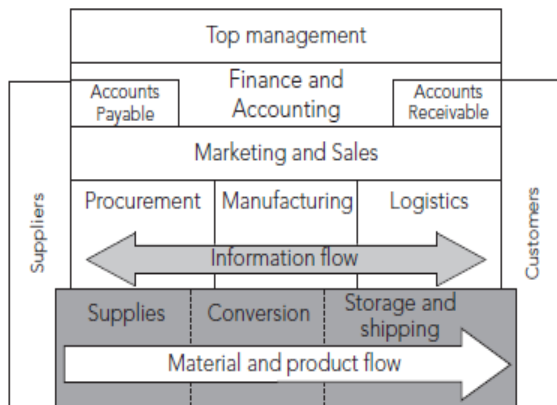 Top management
Finance and
Accounting
Accounts
Payable
Accounts
Receivable
Marketing and Sales
Suppliers
Customers
Procurement
Manufacturing
Logistics
Information flow
Supplies
Conversion
Storage and
shipping
Material and product flow